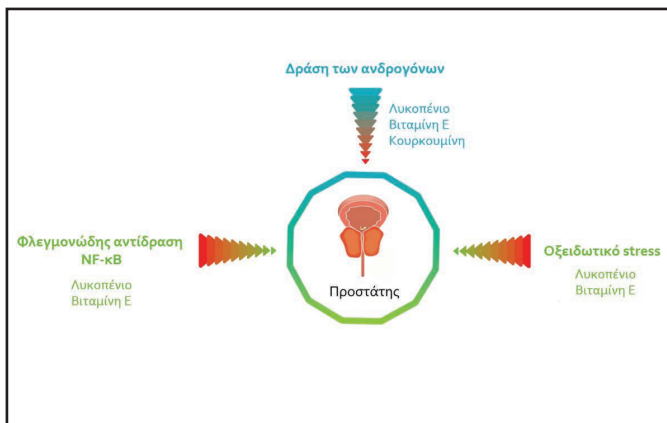 Δράση των ανδρογόνων
Λυκοπένιο
Βιταμίνη Ε
Κουρκουμίνη
Φλεγμονώδης αντίδραση
NF-κB
Λυκοπένιο
Βιταμίνη Ε
Προστάτης
Οξειδωτικό stress
Λυκοπένιο
Βιταμίνη Ε